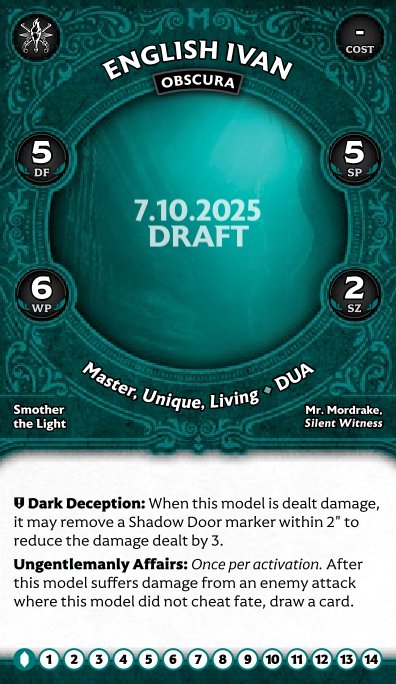 ENGLISH IVAN
OBSCURA
-
COST
5
DF
5
SP
7.10.2025
DRAFT
6
WP
2
SZ
Master, Unique, Living ⬥ DUA
Smother
the Light
Mr. Mordrake,
Silent Witness
Dark Deception: When this model is dealt damage,
it may remove a Shadow Door marker within 2" to
reduce the damage dealt by 3.
Ungentlemanly Affairs: Once per activation. After
this model suffers damage from an enemy attack
where this model did not cheat fate, draw a card.
1 2 3 4 5 6 7 8 9 10 11 12 13 14